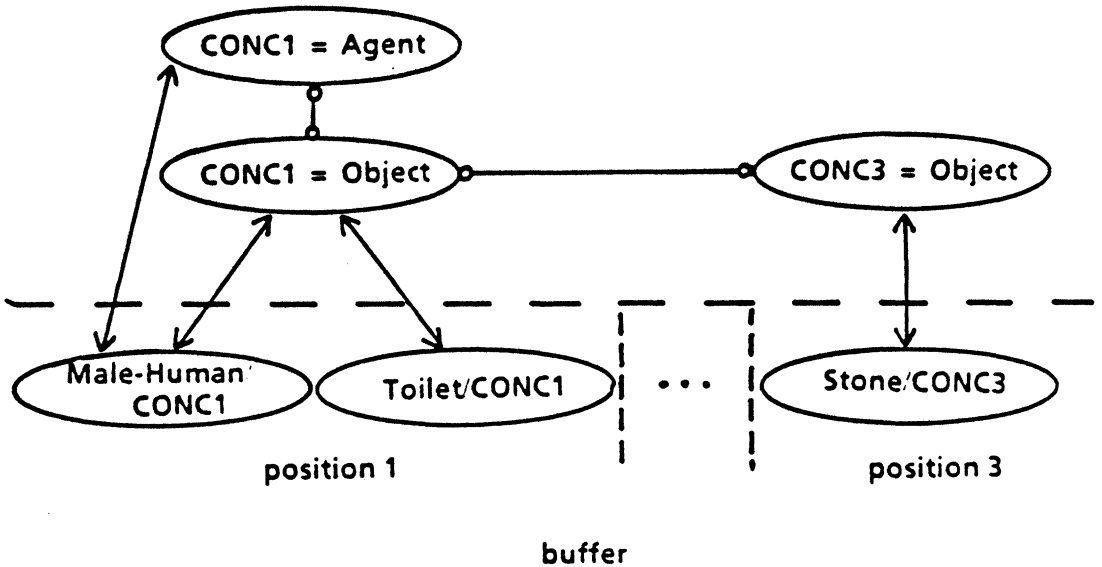 CONC1 = Agent
CONC1 = Object
CONC3 = Object
Male-Human/
CONC1
Toilet/CONC1
...
Stone/CONC3
position 1
position 3
buffer